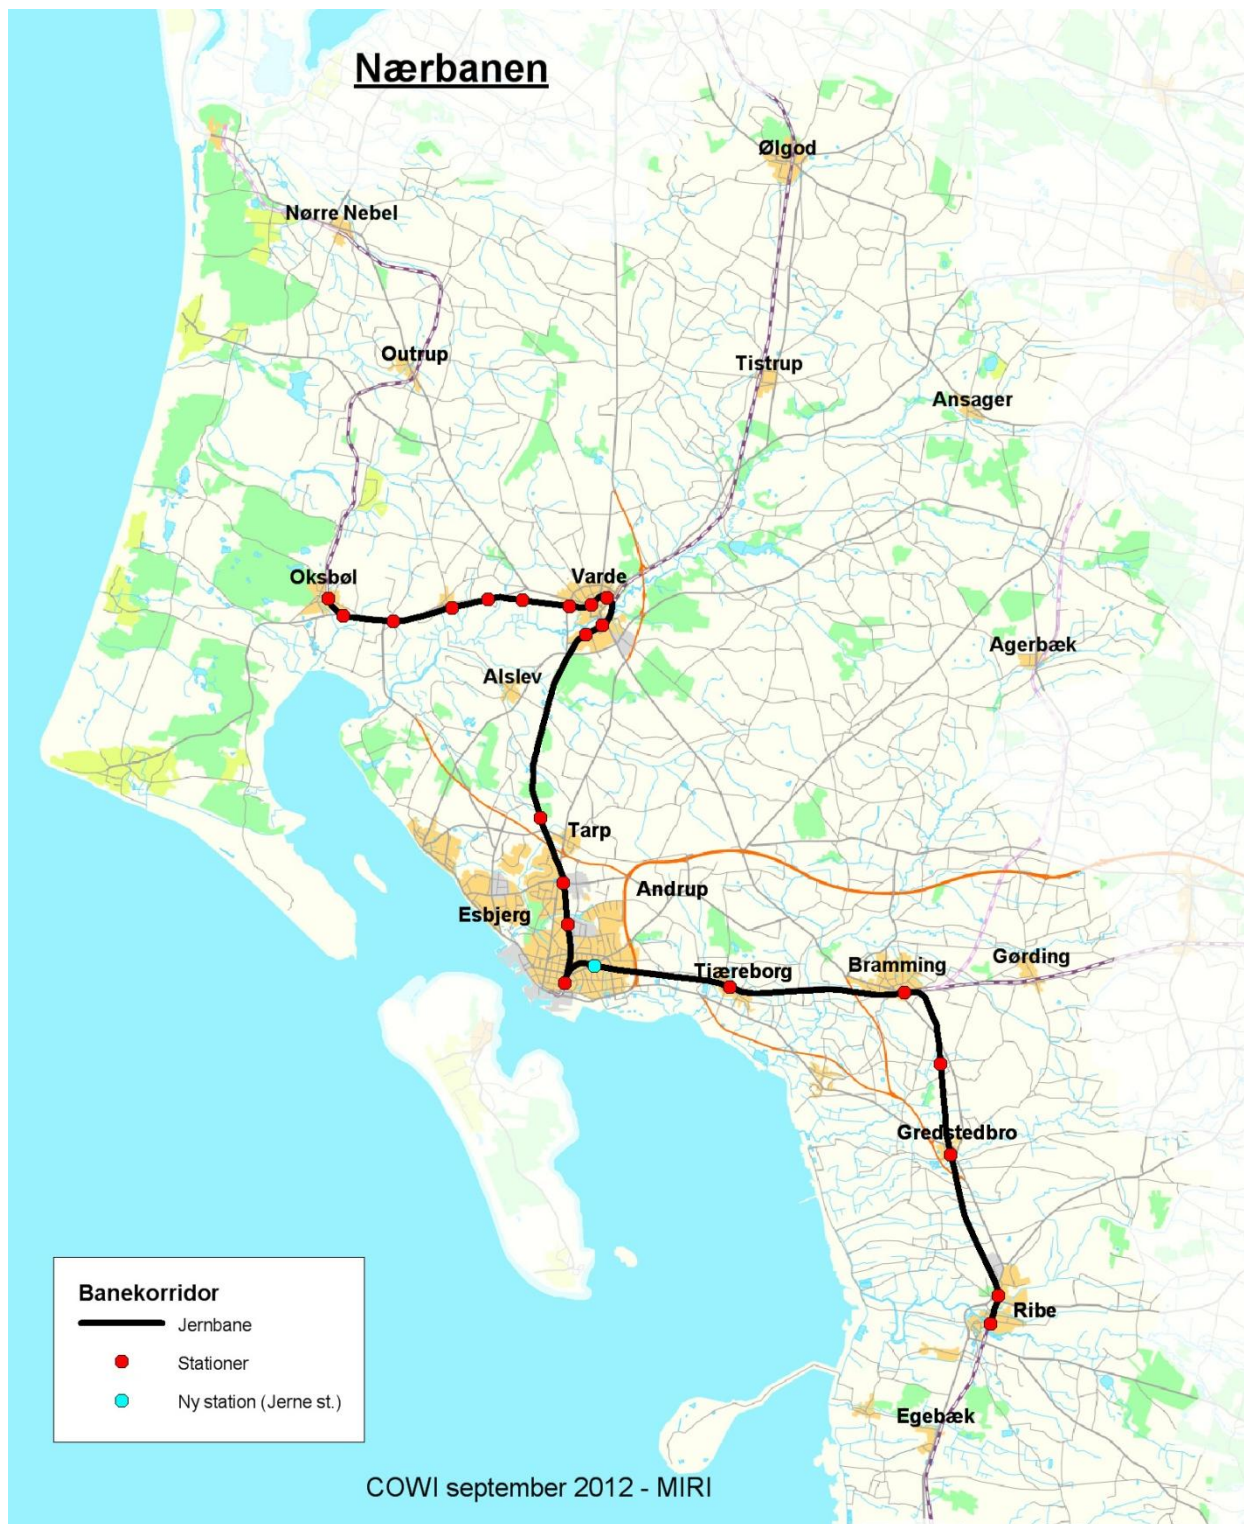 Nærbanen
Ølgod
Nørre Nebel
Outrup
Tistrup
Ansager
Oksbøl
Varde
Agerbæk
Alslev
Tarp
Andrup
Esbjerg
Tjæreborg
Bramming
Gørding
Gredstedbro
Ribe
Egebæk
Banekorridor
Jernbane
Stationer
Ny station (Jerne st.)
COWI september 2012 - MIRI